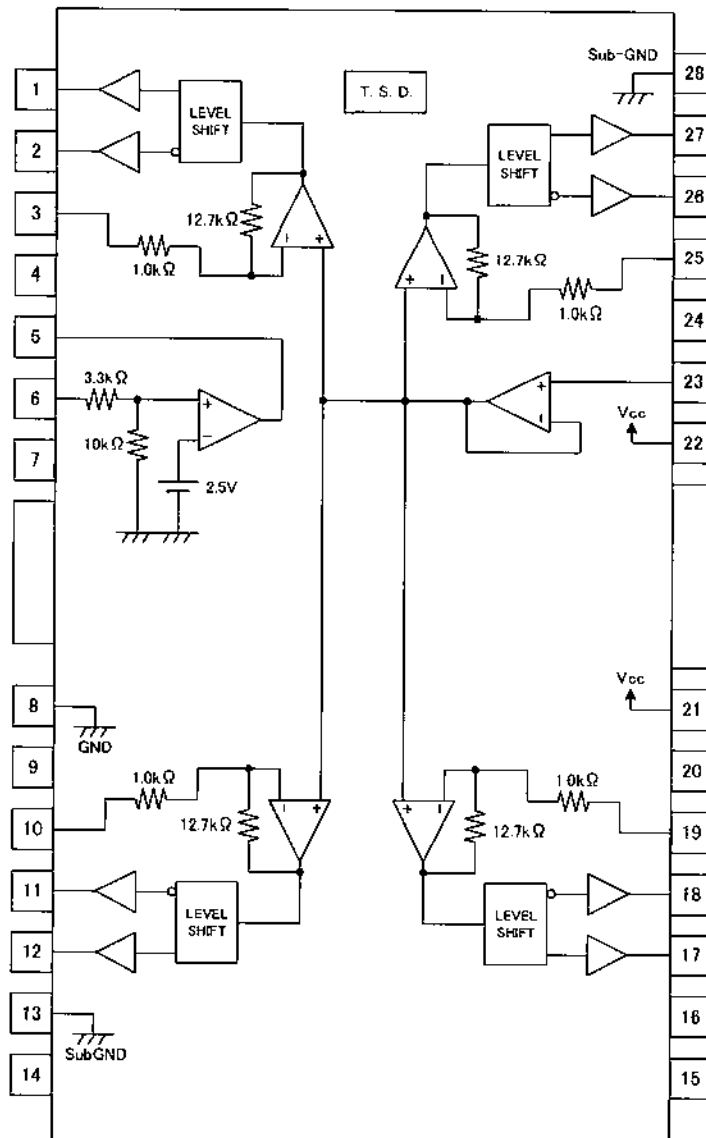 Sub-GND
1
T. S. D.
28
LEVEL
SHIFT
27
2
LEVEL
SHIFT
26
3
12.7kΩ
12.7kΩ
25
1.0kΩ
4
1.0kΩ
24
5
+
-
-
+
6
3.3kΩ
+
-
+
-
23
Vcc
22
7
10kΩ
2.5V
8
GND
Vcc
21
9
20
10
1.0kΩ
1.0kΩ
19
12.7kΩ
-
+
+
-
12.7kΩ
11
LEVEL
SHIFT
LEVEL
SHIFT
18
12
17
13
SubGND
16
14
15